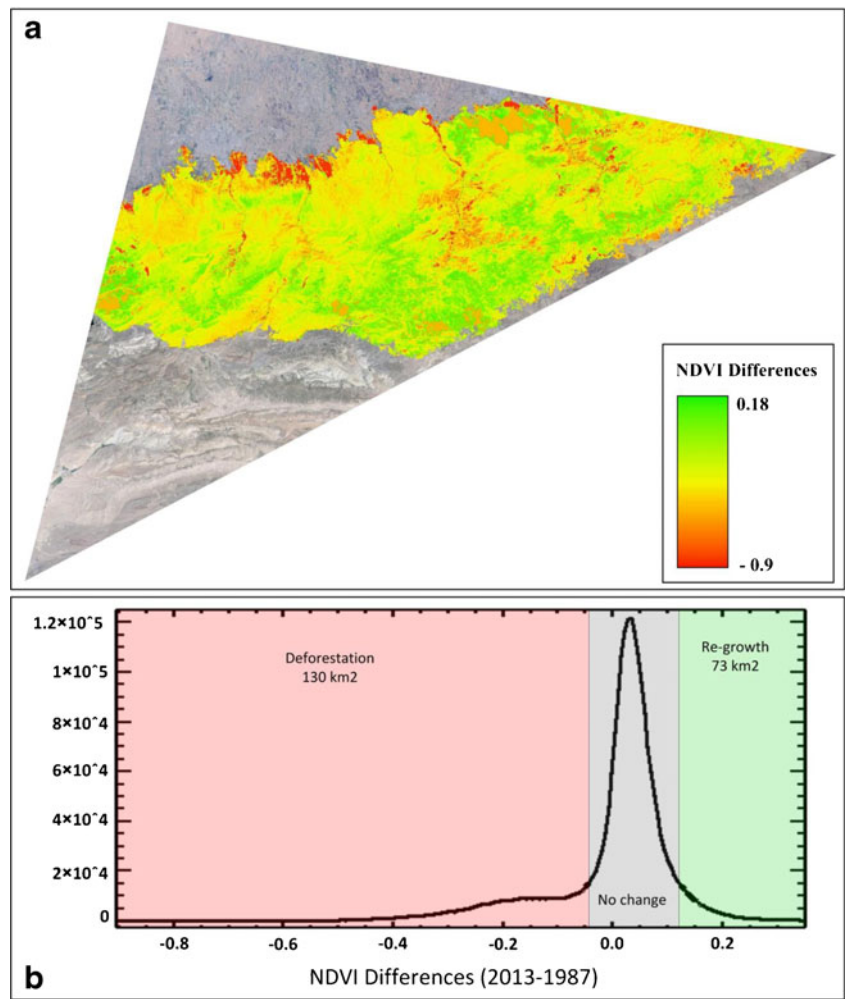 a
NDVI Differences
0.18
- 0.9
1.2×10^5
1×10^5
8×10^4
6×10^4
4×10^4
2×10^4
0
Deforestation
130 km2
Re-growth
73 km2
No change
-0.8
-0.6
-0.4
-0.2
0.0
0.2
b
NDVI Differences (2013-1987)